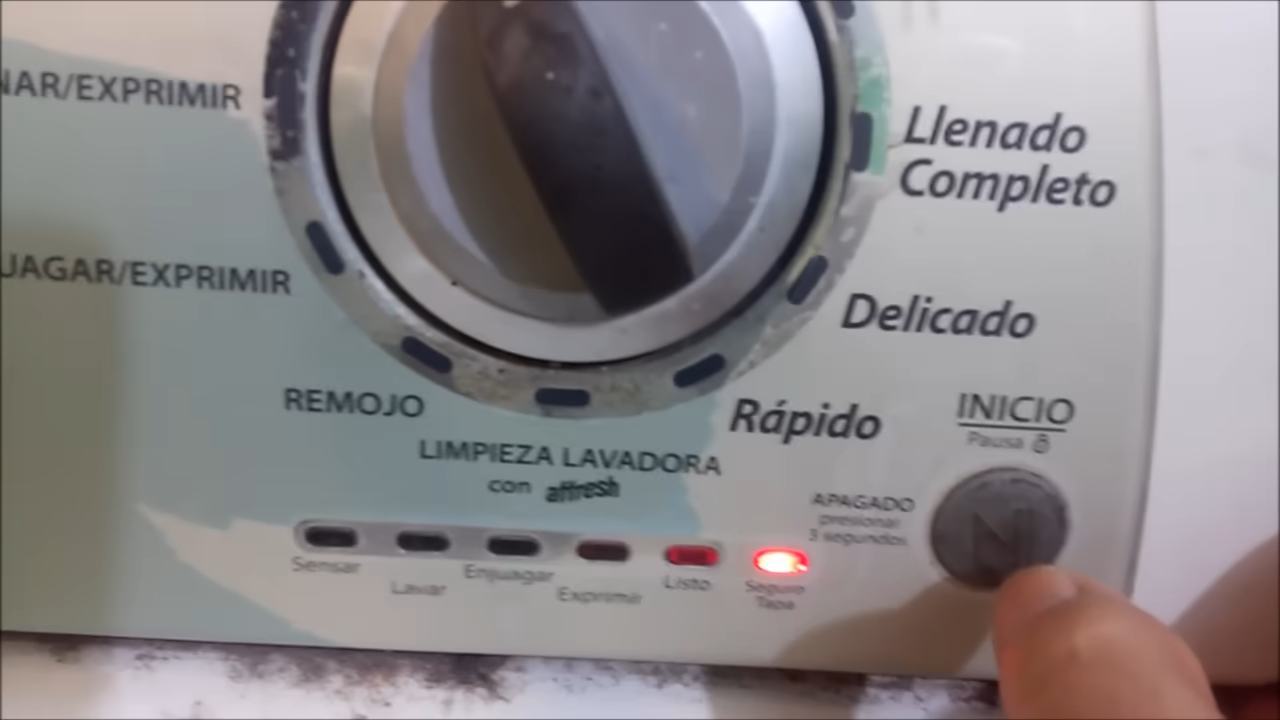 NAR/EXPRIMIR
Llenado
Completo
UAGAR/EXPRIMIR
Delicado
REMOJO
Rápido
INICIO
Pausa
LIMPIEZA LAVADORA
con affresh
APAGADO
presionar
3 segundos
Sensar
Lavar
Enjuagar
Exprimir
Listo
Seguro
Tapa